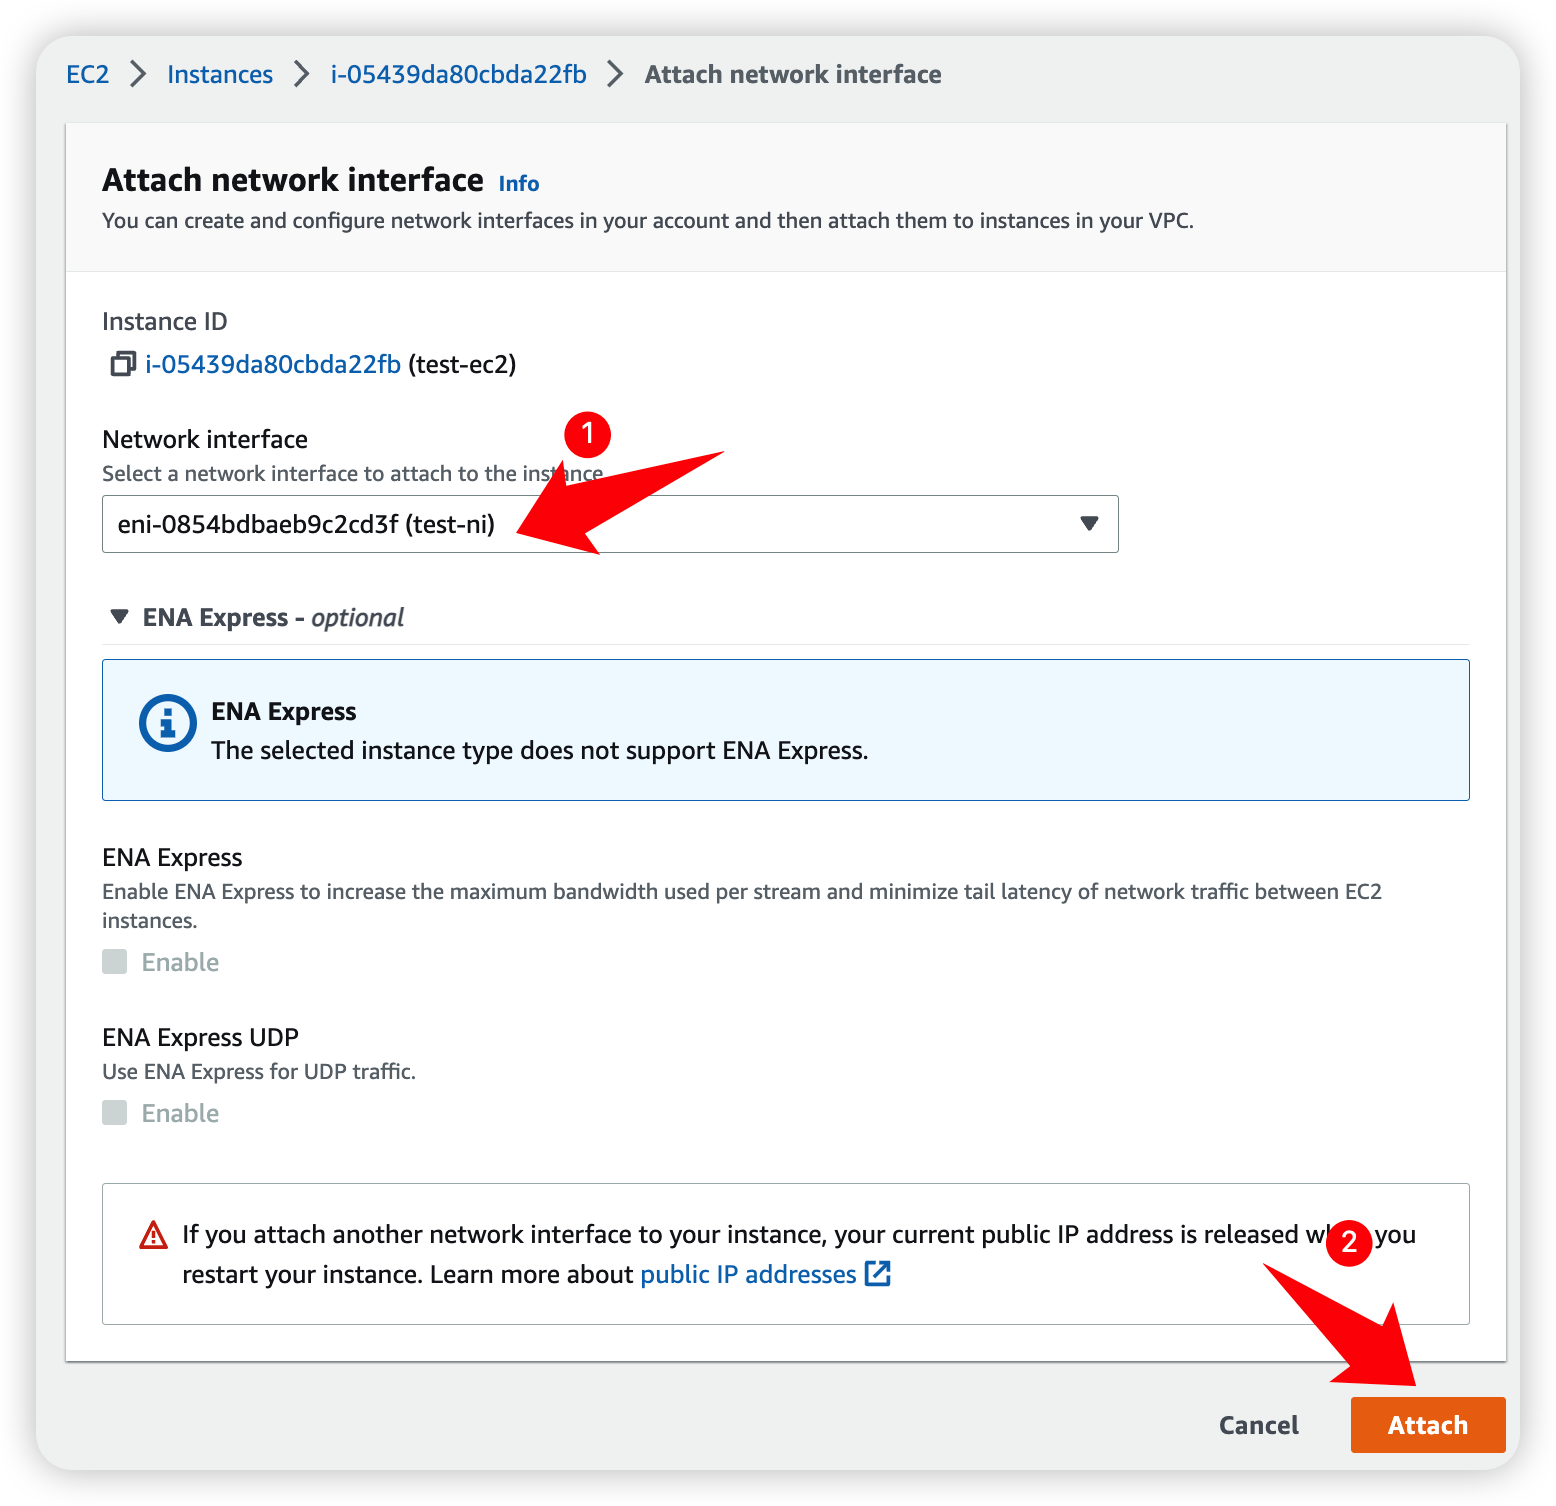 EC2 > Instances > i-05439da80cbda22fb > Attach network interface
Attach network interface Info
You can create and configure network interfaces in your account and then attach them to instances in your VPC.
Instance ID
i-05439da80cbda22fb (test-ec2)
1
Network interface
Select a network interface to attach to the instance
eni-0854bdbaeb9c2cd3f (test-ni)
ENA Express - optional
ENA Express
The selected instance type does not support ENA Express.
ENA Express
Enable ENA Express to increase the maximum bandwidth used per stream and minimize tail latency of network traffic between EC2
instances.
Enable
ENA Express UDP
Use ENA Express for UDP traffic.
Enable
If you attach another network interface to your instance, your current public IP address is released 2 you
restart your instance. Learn more about public IP addresses
Cancel Attach